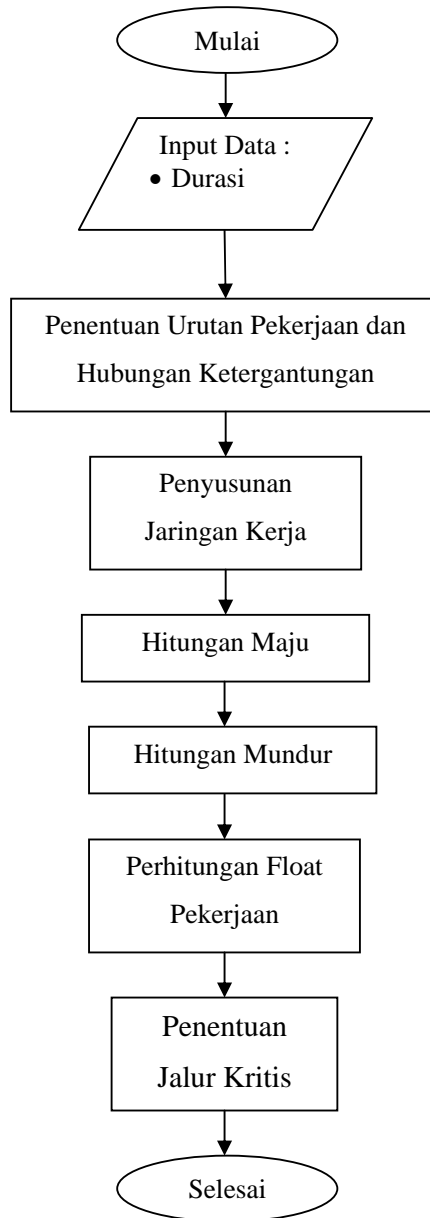 Mulai
Input Data :
• Durasi
Penentuan Urutan Pekerjaan dan
Hubungan Ketergantungan
Penyusunan
Jaringan Kerja
Hitungan Maju
Hitungan Mundur
Perhitungan Float
Pekerjaan
Penentuan
Jalur Kritis
Selesai